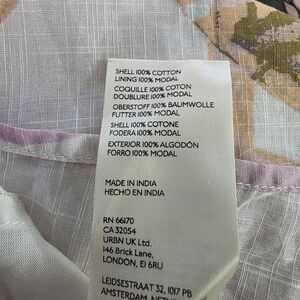 SHELL 100% COTTON
LINING 100% MODAL
COQUILLE 100% COTON
DOUBLURE 100% MODAL
OBERSTOFF 100% BAUMWOLLE
FUTTER 100% MODAL
SHELL 100% COTONE
FODERA 100% MODAL
EXTERIOR 100% ALGODÓN
FORRO 100% MODAL
MADE IN INDIA
HECHO EN INDIA
RN 66170
CA 32054
URBN UK Ltd.
146 Brick Lane,
LONDON, E1 6RU
LEIDSESTRAAT 32, 1017 PB
AMSTERDAM,